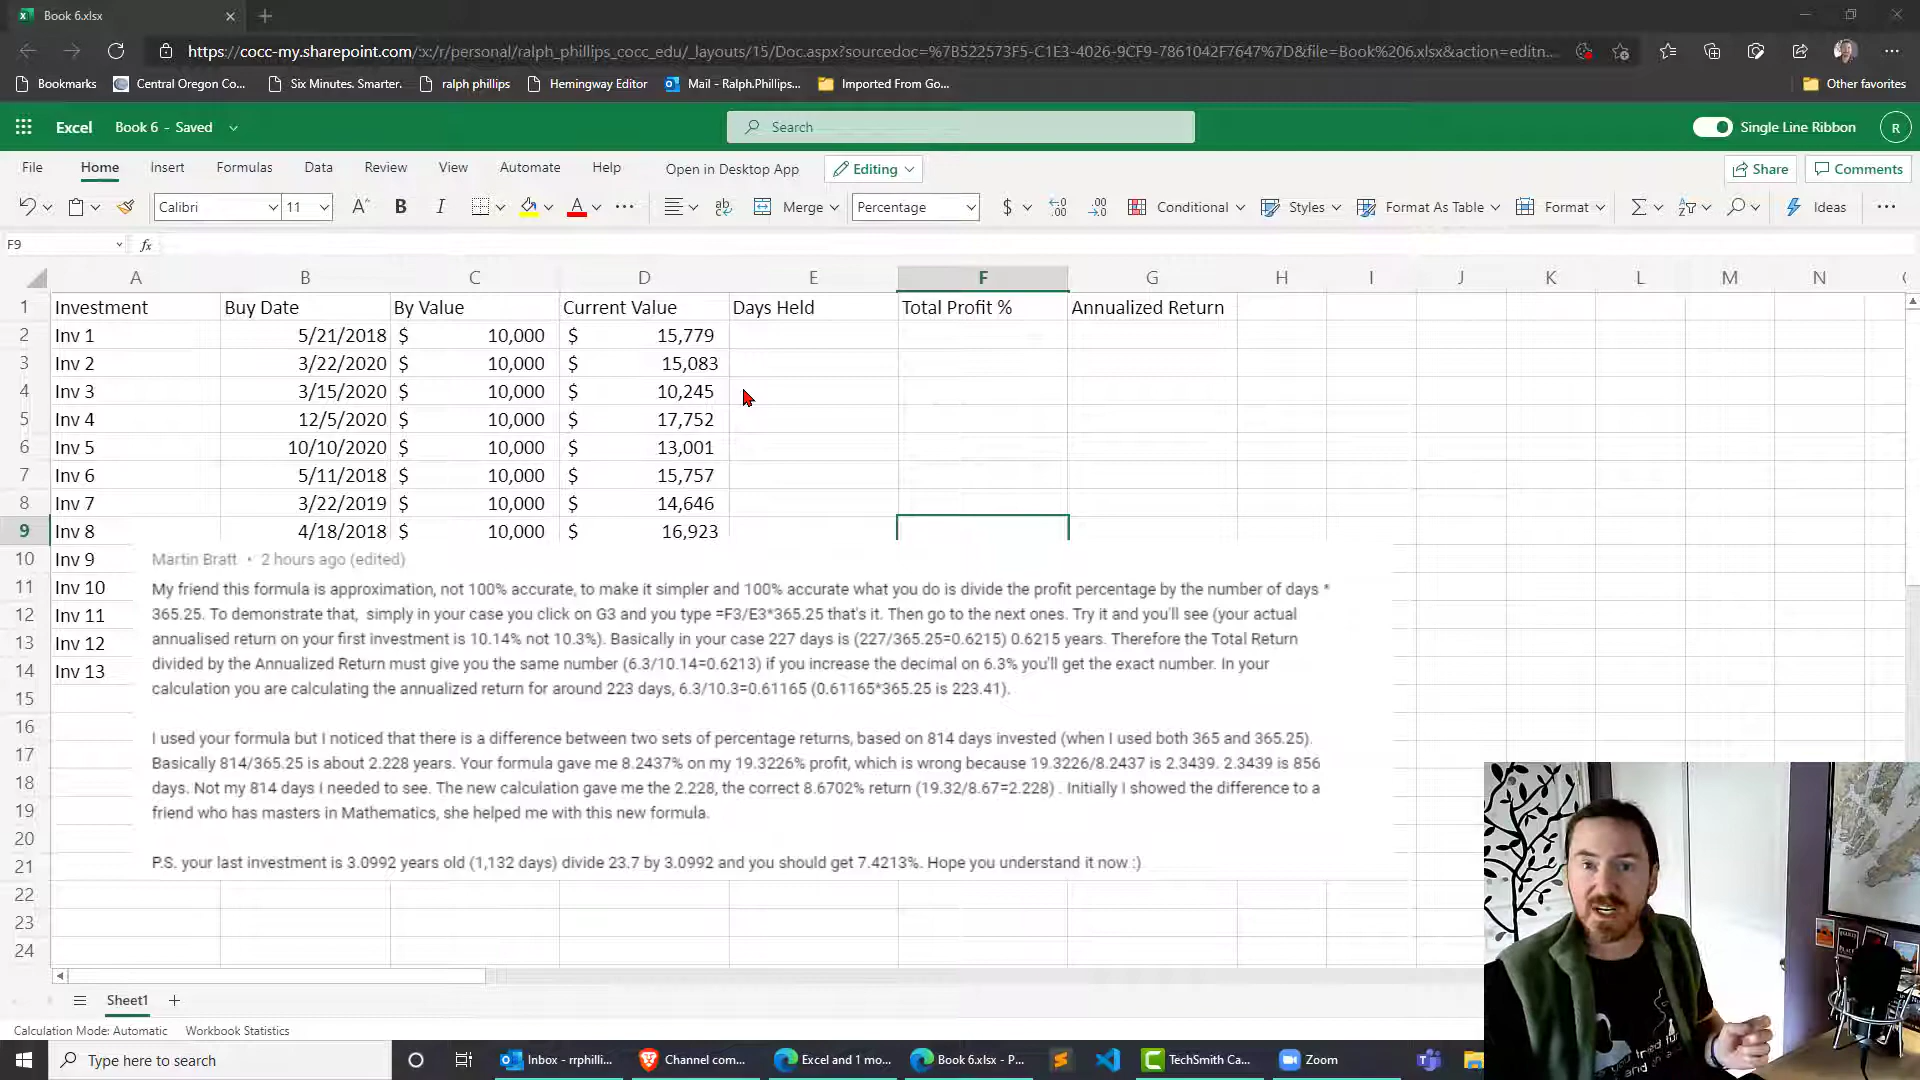 Book 6.xlsx
https://cocc-my.sharepoint.com/:x:/r/personal/ralph_phillips_cocc_edu/_layouts/15/Doc.aspx?sourcedoc=%7B522573F5-C1E3-4026-9CF9-7861042F7647%7D&file=Book%206.xlsx&action=editn...
Bookmarks Central Oregon Co... Six Minutes. Smarter. ralph phillips Hemingway Editor Mail - Ralph.Phillips... Imported From Go... Other favorites
Excel Book 6 - Saved Search Single Line Ribbon R
File Home Insert Formulas Data Review View Automate Help Open in Desktop App Editing Share Comments
Calibri 11 A B I A ab Merge Percentage $ Conditional Styles Format As Table Format Ideas
F9 fx
A B C D E F G H I J K L M N
1 Investment Buy Date By Value Current Value Days Held Total Profit % Annualized Return
2 Inv 1 5/21/2018 $ 10,000 $ 15,779
3 Inv 2 3/22/2020 $ 10,000 $ 15,083
4 Inv 3 3/15/2020 $ 10,000 $ 10,245
5 Inv 4 12/5/2020 $ 10,000 $ 17,752
6 Inv 5 10/10/2020 $ 10,000 $ 13,001
7 Inv 6 5/11/2018 $ 10,000 $ 15,757
8 Inv 7 3/22/2019 $ 10,000 $ 14,646
9 Inv 8 4/18/2018 $ 10,000 $ 16,923
10 Inv 9
11 Inv 10
12 Inv 11
13 Inv 12
14 Inv 13
15
16
17
18
19
20
21
22
23
24
Martin Bratt • 2 hours ago (edited)
My friend this formula is approximation, not 100% accurate, to make it simpler and 100% accurate what you do is divide the profit percentage by the number of days *
365.25. To demonstrate that, simply in your case you click on G3 and you type =F3/E3*365.25 that's it. Then go to the next ones. Try it and you'll see (your actual
annualised return on your first investment is 10.14% not 10.3%). Basically in your case 227 days is (227/365.25=0.6215) 0.6215 years. Therefore the Total Return
divided by the Annualized Return must give you the same number (6.3/10.14=0.6213) if you increase the decimal on 6.3% you'll get the exact number. In your
calculation you are calculating the annualized return for around 223 days, 6.3/10.3=0.61165 (0.61165*365.25 is 223.41).
I used your formula but I noticed that there is a difference between two sets of percentage returns, based on 814 days invested (when I used both 365 and 365.25).
Basically 814/365.25 is about 2.228 years. Your formula gave me 8.2437% on my 19.3226% profit, which is wrong because 19.3226/8.2437 is 2.3439. 2.3439 is 856
days. Not my 814 days I needed to see. The new calculation gave me the 2.228, the correct 8.6702% return (19.32/8.67=2.228) . Initially I showed the difference to a
friend who has masters in Mathematics, she helped me with this new formula.
P.S. your last investment is 3.0992 years old (1,132 days) divide 23.7 by 3.0992 and you should get 7.4213%. Hope you understand it now :)
Sheet1
Calculation Mode: Automatic Workbook Statistics
Type here to search Inbox - rrphilli... Channel com... Excel and 1 mo... Book 6.xlsx - P... TechSmith Ca... Zoom